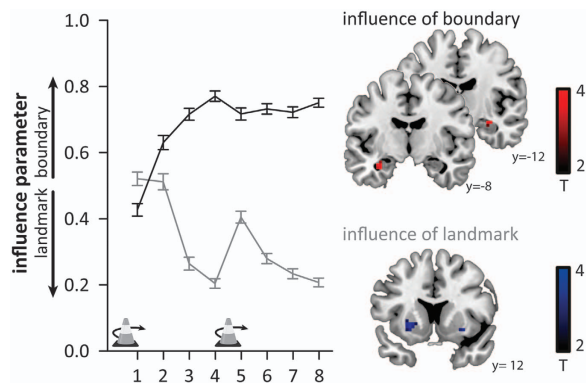 influence parameter
landmark boundary
1.0
0.8
0.6
0.4
0.2
0.0
1 2 3 4 5 6 7 8
influence of boundary
y=-12
y=-8
4
2
T
influence of landmark
y= 12
4
2
T